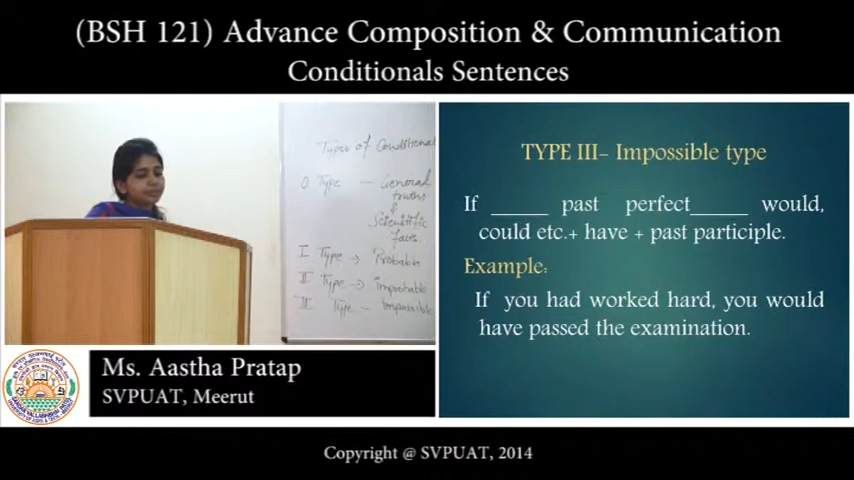 (BSH 121) Advance Composition & Communication
Conditionals Sentences
Types of Conditional
0 Type – General
truths
&
Scientific
facts.
I Type → Probable
II Type → improbable
III Type – Impossible
TYPE III- Impossible type
If _____ past perfect_____ would,
could etc.+ have + past participle.
Example:
If you had worked hard, you would
have passed the examination.
Ms. Aastha Pratap
SVPUAT, Meerut
Copyright @ SVPUAT, 2014